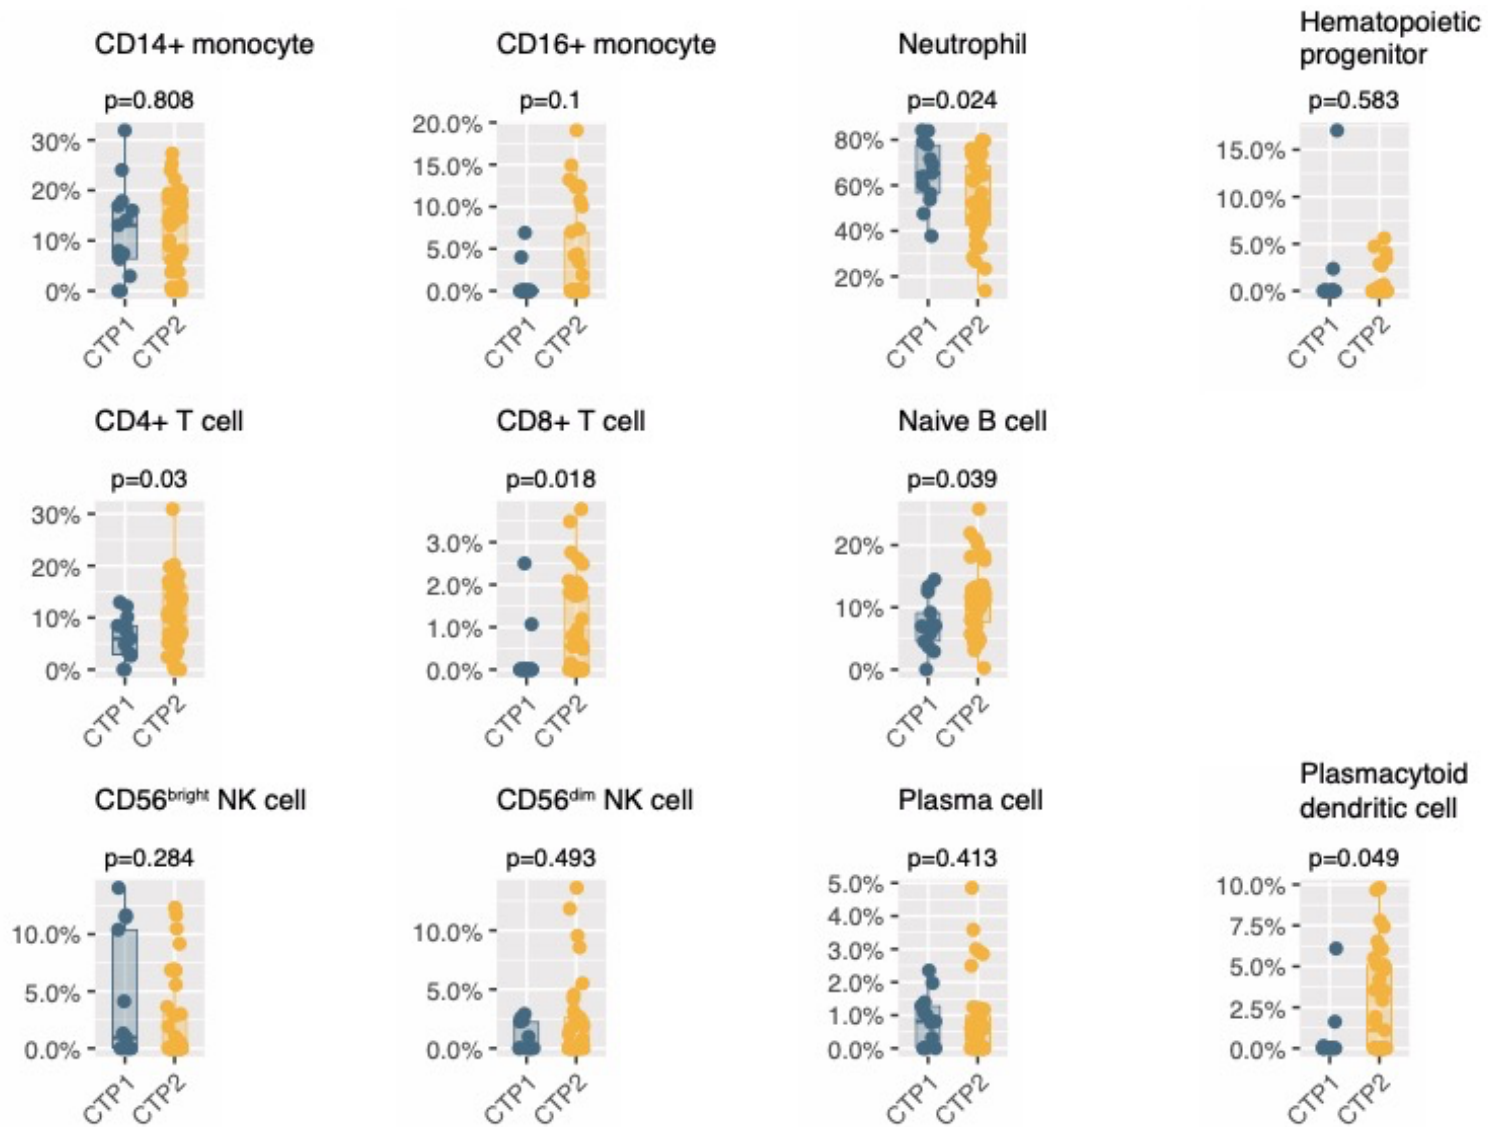 CD14+ monocyte
p=0.808
30%
20%
10%
0%
CTP1
CTP2
CD16+ monocyte
p=0.1
20.0%
15.0%
10.0%
5.0%
0.0%
CTP1
CTP2
Neutrophil
p=0.024
80%
60%
40%
20%
CTP1
CTP2
Hematopoietic
progenitor
p=0.583
15.0%
10.0%
5.0%
0.0%
CTP1
CTP2
CD4+ T cell
p=0.03
30%
20%
10%
0%
CTP1
CTP2
CD8+ T cell
p=0.018
3.0%
2.0%
1.0%
0.0%
CTP1
CTP2
Naive B cell
p=0.039
20%
10%
0%
CTP1
CTP2
CD56bright NK cell
p=0.284
10.0%
5.0%
0.0%
CTP1
CTP2
CD56dim NK cell
p=0.493
10.0%
5.0%
0.0%
CTP1
CTP2
Plasma cell
p=0.413
5.0%
4.0%
3.0%
2.0%
1.0%
0.0%
CTP1
CTP2
Plasmacytoid
dendritic cell
p=0.049
10.0%
7.5%
5.0%
2.5%
0.0%
CTP1
CTP2